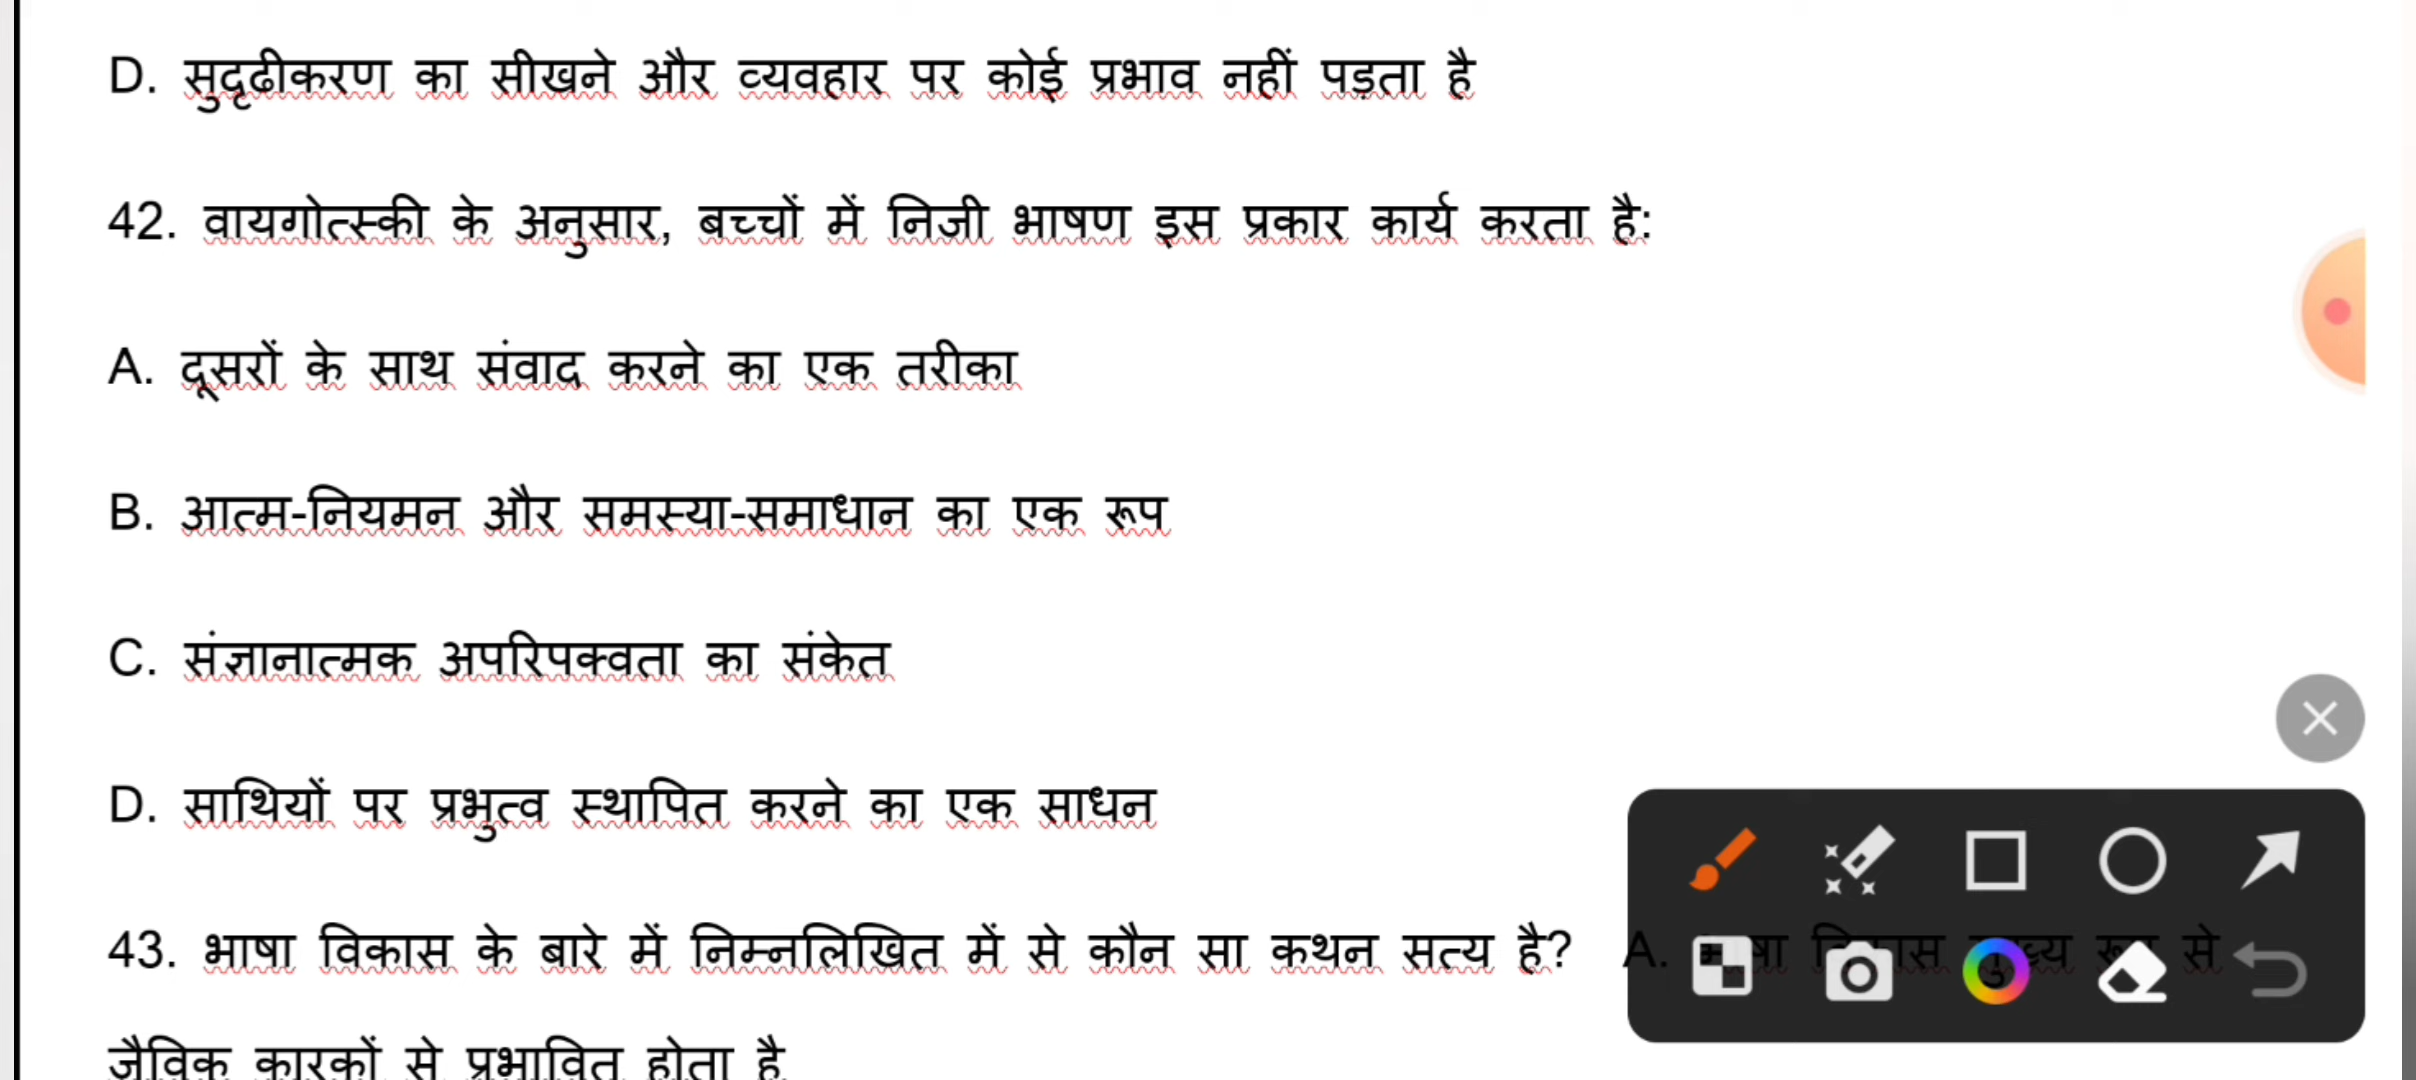 D. सुदृढीकरण का सीखने और व्यवहार पर कोई प्रभाव नहीं पड़ता है
42. वायगोत्स्की के अनुसार, बच्चों में निजी भाषण इस प्रकार कार्य करता है:
A. दूसरों के साथ संवाद करने का एक तरीका
B. आत्म-नियमन और समस्या-समाधान का एक रूप
C. संज्ञानात्मक अपरिपक्वता का संकेत
D. साथियों पर प्रभुत्व स्थापित करने का एक साधन
43. भाषा विकास के बारे में निम्नलिखित में से कौन सा कथन सत्य है? A. से
जैविक कारकों से प्रभावित होता है